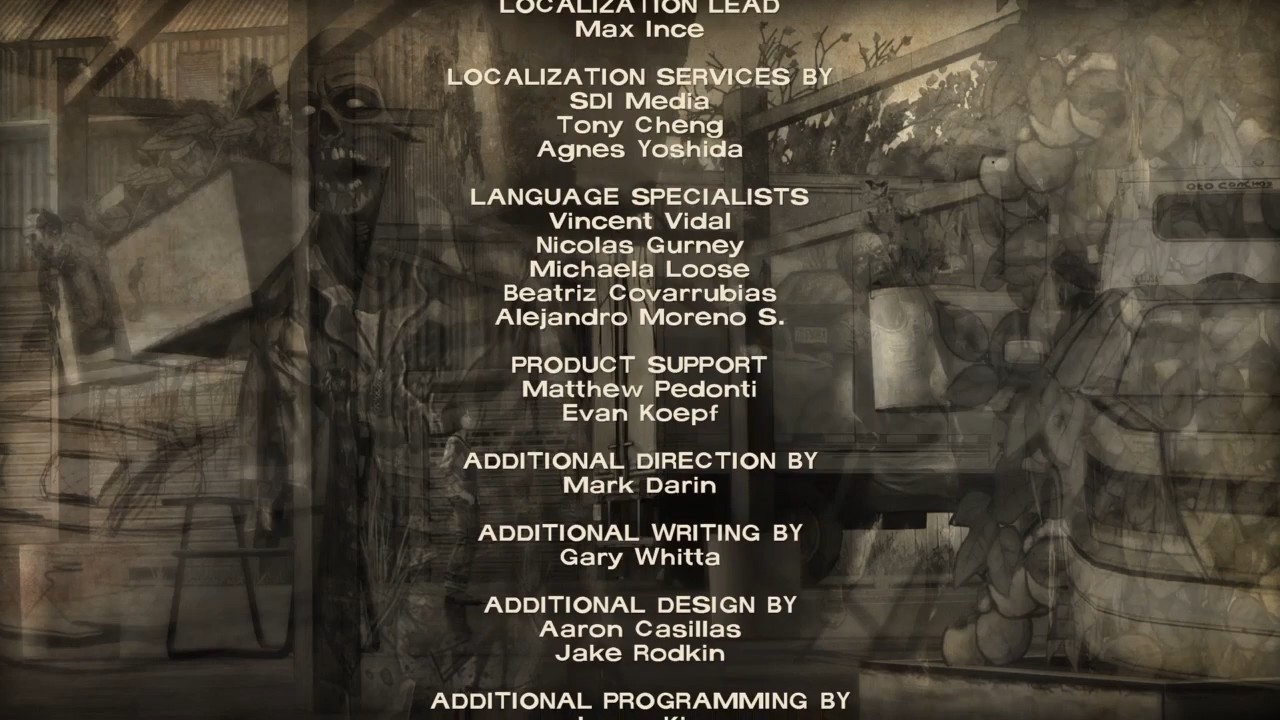 LOCALIZATION LEAD
Max Ince
LOCALIZATION SERVICES BY
SDI Media
Tony Cheng
Agnes Yoshida
LANGUAGE SPECIALISTS
Vincent Vidal
Nicolas Gurney
Michaela Loose
Beatriz Covarrubias
Alejandro Moreno S.
PRODUCT SUPPORT
Matthew Pedonti
Evan Koepf
ADDITIONAL DIRECTION BY
Mark Darin
ADDITIONAL WRITING BY
Gary Whitta
ADDITIONAL DESIGN BY
Aaron Casillas
Jake Rodkin
ADDITIONAL PROGRAMMING BY